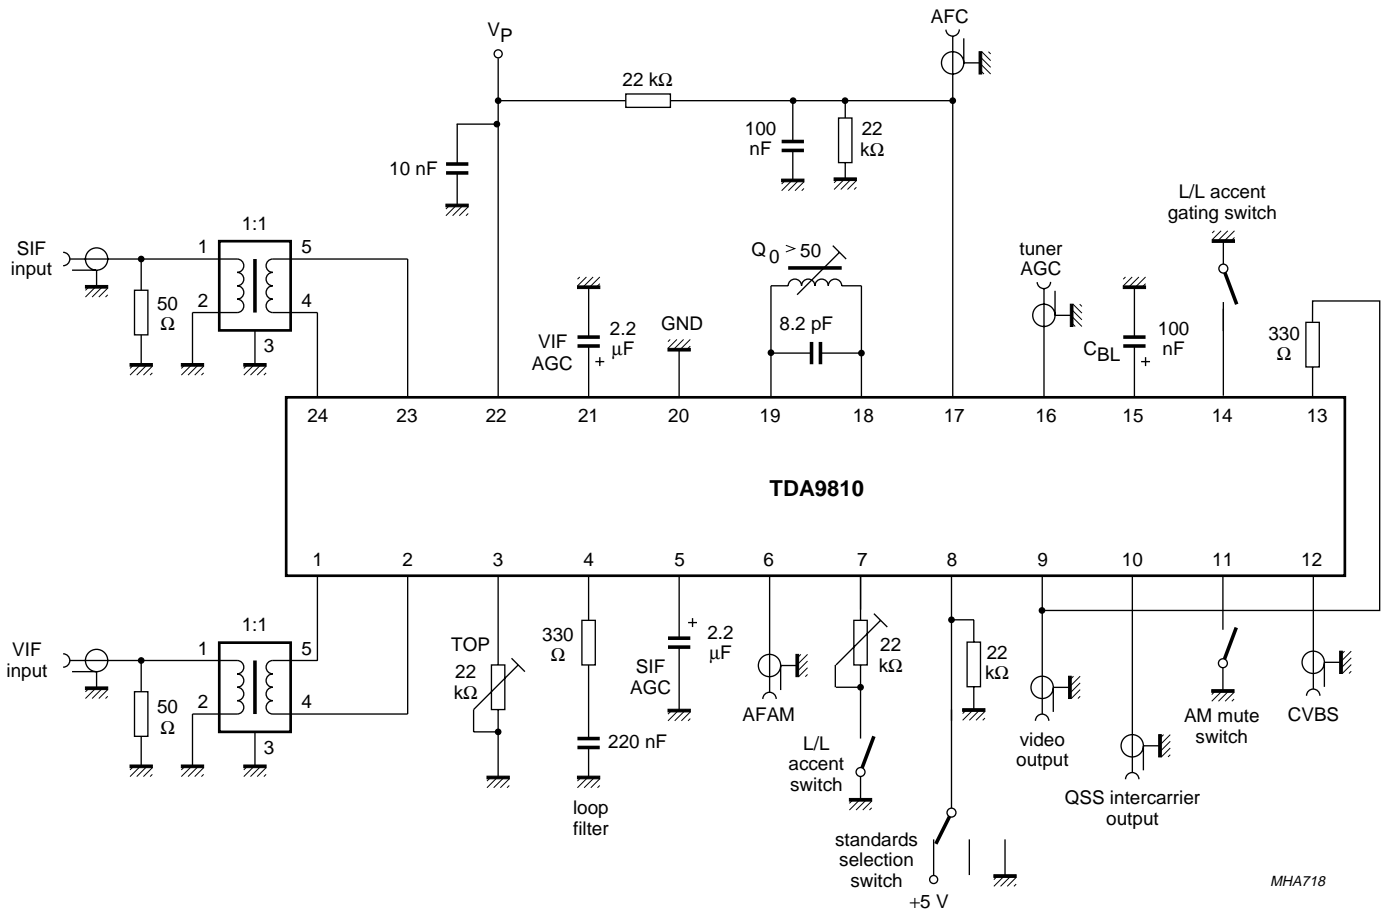 AFC
VP
22 kΩ
100
nF
22
kΩ
10 nF
L/L accent
gating switch
1:1
SIF
input
1
5
2
4
3
50
Ω
Q0 > 50
tuner
AGC
VIF
AGC
2.2
µF
+
GND
8.2 pF
CBL
100
nF
+
330
Ω
24
23
22
21
20
19
18
17
16
15
14
13
TDA9810
1
2
3
4
5
6
7
8
9
10
11
12
1:1
VIF
input
1
5
2
4
3
50
Ω
TOP
22
kΩ
330
Ω
220 nF
loop
filter
+
2.2
µF
SIF
AGC
AFAM
22
kΩ
L/L
accent
switch
22
kΩ
standards
selection
switch
+5 V
video
output
QSS intercarrier
output
AM mute
switch
CVBS
MHA718